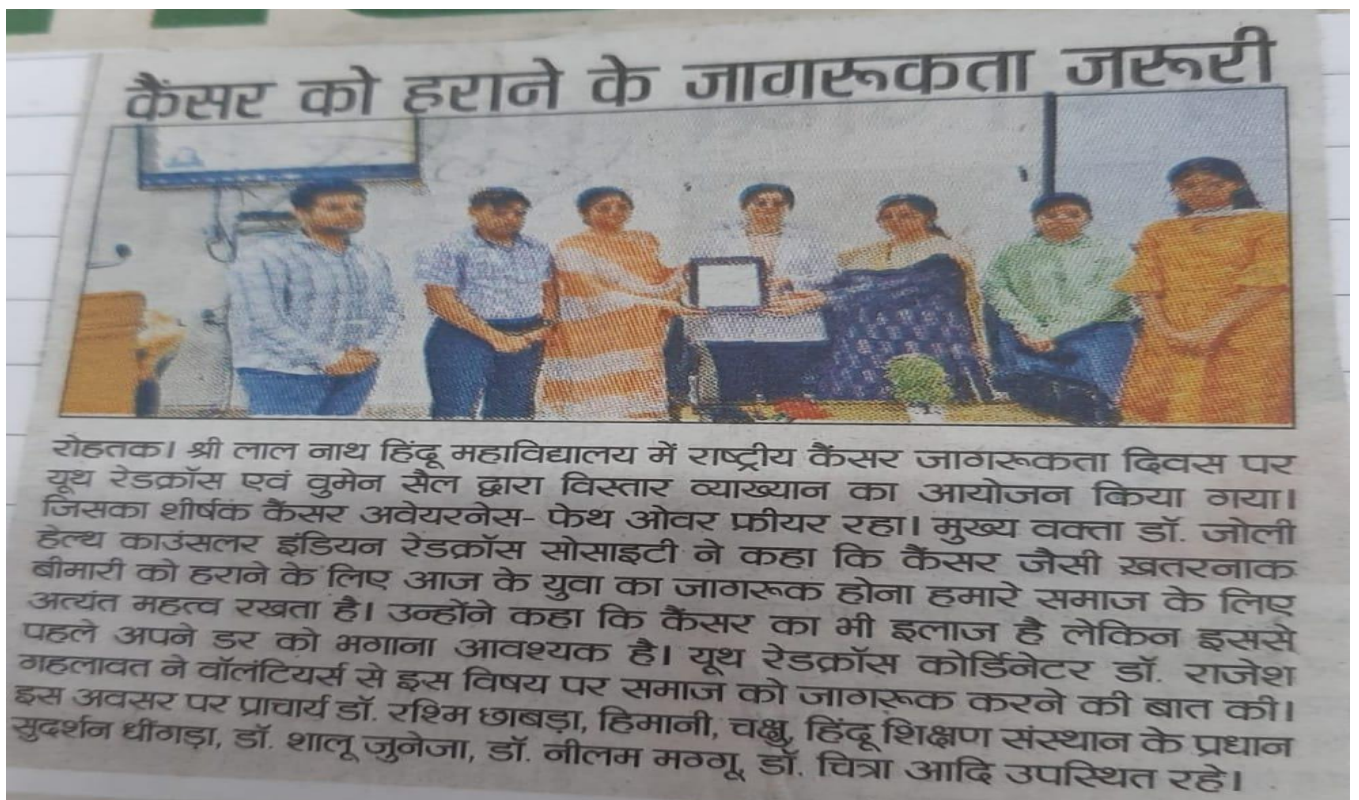 कैंसर को हराने के जागरूकता जरूरी
रोहतक। श्री लाल नाथ हिंदू महाविद्यालय में राष्ट्रीय कैंसर जागरूकता दिवस पर
यूथ रेडक्रॉस एवं वुमेन सैल द्वारा विस्तार व्याख्यान का आयोजन किया गया।
जिसका शीर्षक कैंसर अवेयरनेस- फेथ ओवर फ्रीयर रहा। मुख्य वक्ता डॉ. जोली
हेल्थ काउंसलर इंडियन रेडक्रॉस सोसाइटी ने कहा कि कैंसर जैसी ख़तरनाक
बीमारी को हराने के लिए आज के युवा का जागरूक होना हमारे समाज के लिए
अत्यंत महत्व रखता है। उन्होंने कहा कि कैंसर का भी इलाज है लेकिन इससे
पहले अपने डर को भगाना आवश्यक है। यूथ रेडक्रॉस कोर्डिनेटर डॉ. राजेश
गहलावत ने वॉलंटियर्स से इस विषय पर समाज को जागरूक करने की बात की।
इस अवसर पर प्राचार्य डॉ. रश्मि छाबड़ा, हिमानी, चक्षु, हिंदू शिक्षण संस्थान के प्रधान
सुदर्शन धींगड़ा, डॉ. शालू जुनेजा, डॉ. नीलम मग्गू, डॉ. चित्रा आदि उपस्थित रहे।